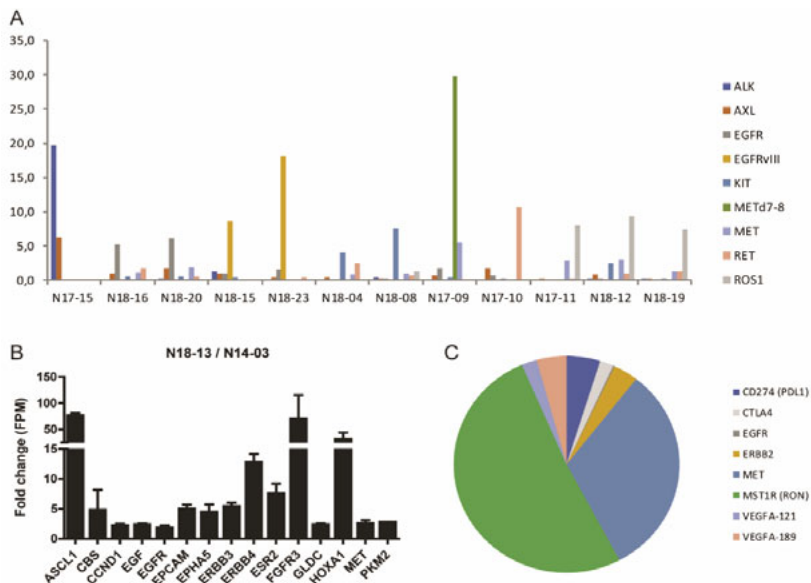 A
35,0
30,0
25,0
20,0
15,0
10,0
5,0
0,0
N17-15 N18-16 N18-20 N18-15 N18-23 N18-04 N18-08 N17-09 N17-10 N17-11 N18-12 N18-19
ALK
AXL
EGFR
EGFRvIII
KIT
METd7-8
MET
RET
ROS1
B
N18-13 / N14-03
Fold change (FPM)
150
100
50
15
10
5
0
ASCL1 CBS CCND1 EGF EGFR EPCAM EPHA5 ERBB3 ERBB4 ESR2 FGFR3 GLDC HOXA1 MET PKM2
C
CD274 (PDL1)
CTLA4
EGFR
ERBB2
MET
MST1R (RON)
VEGFA-121
VEGFA-189